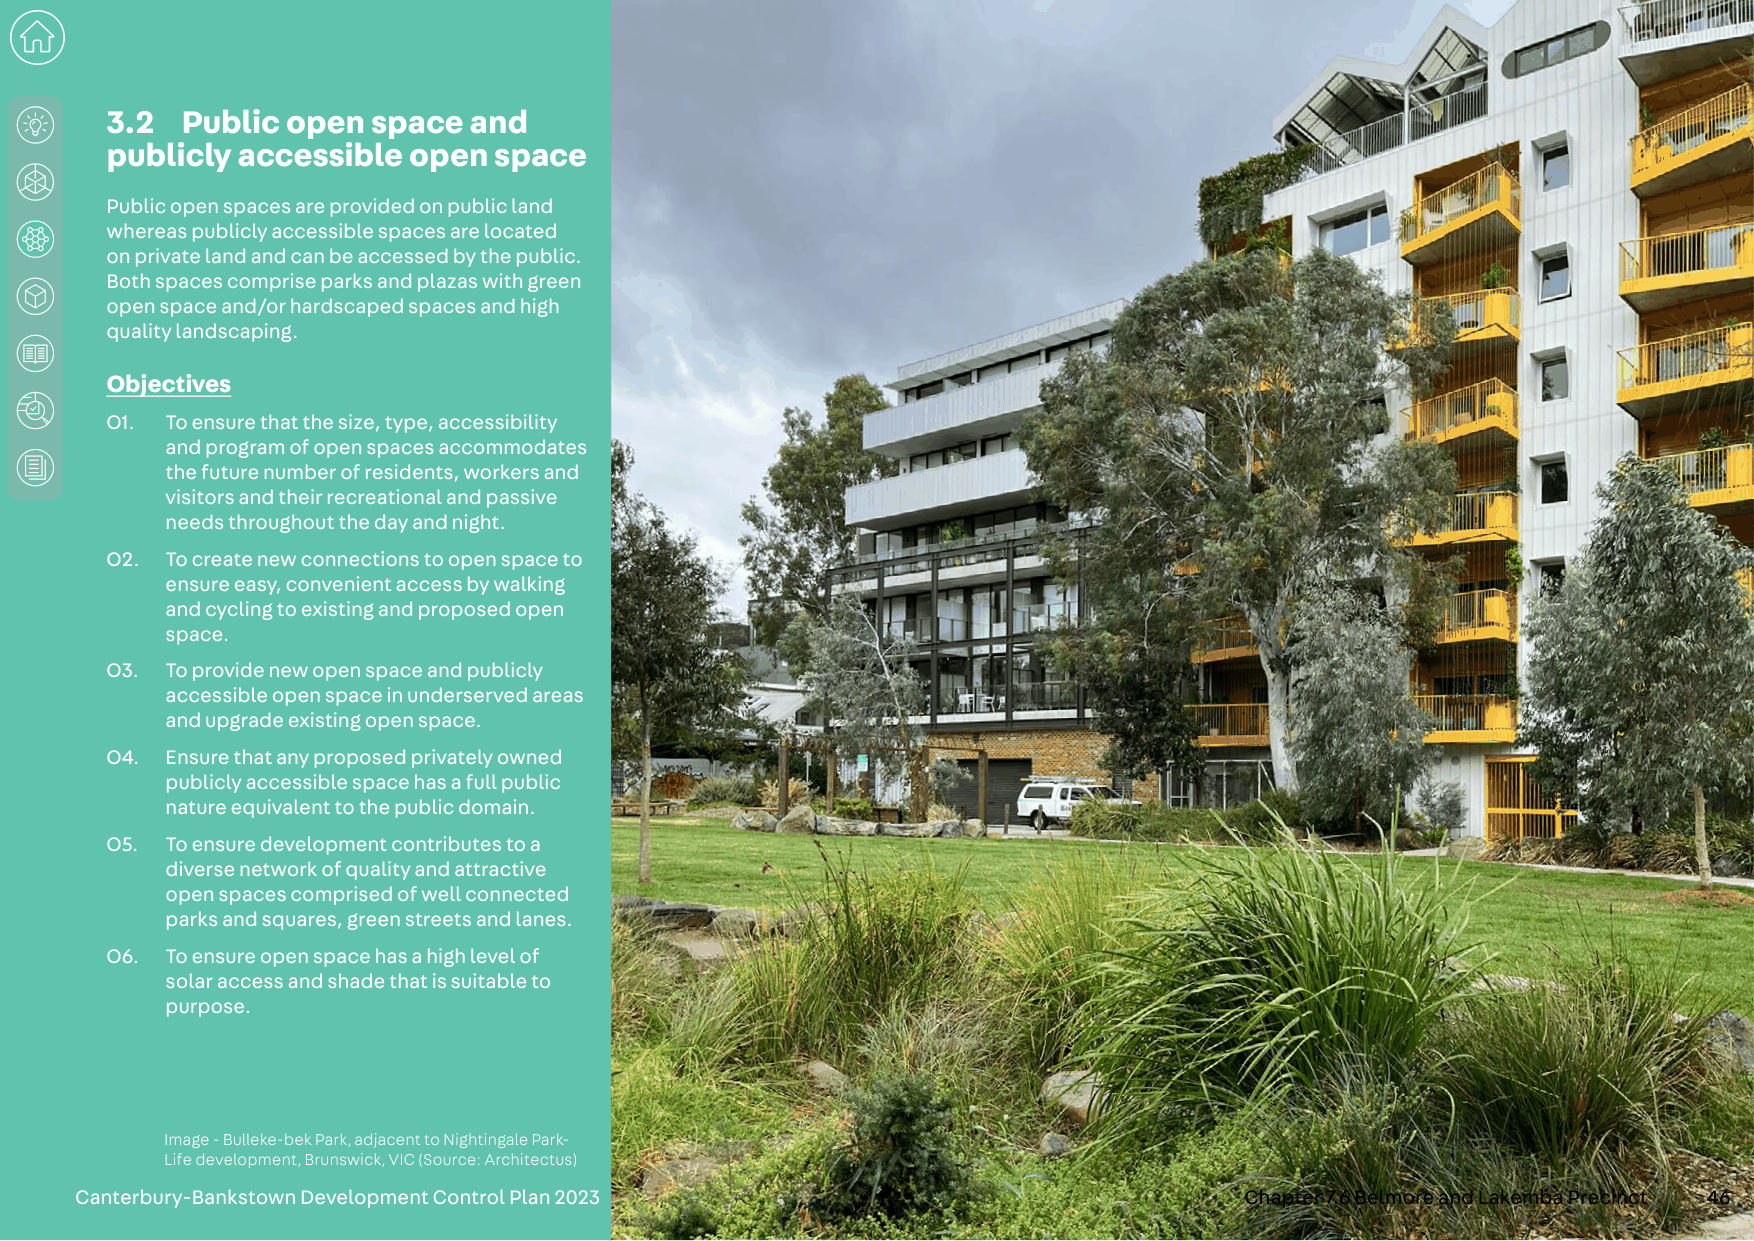 3.2 Public open space and
publicly accessible open space
Public open spaces are provided on public land
whereas publicly accessible spaces are located
on private land and can be accessed by the public.
Both spaces comprise parks and plazas with green
open space and/or hardscaped spaces and high
quality landscaping.
Objectives
O1. To ensure that the size, type, accessibility
and program of open spaces accommodates
the future number of residents, workers and
visitors and their recreational and passive
needs throughout the day and night.
O2. To create new connections to open space to
ensure easy, convenient access by walking
and cycling to existing and proposed open
space.
O3. To provide new open space and publicly
accessible open space in underserved areas
and upgrade existing open space.
O4. Ensure that any proposed privately owned
publicly accessible space has a full public
nature equivalent to the public domain.
O5. To ensure development contributes to a
diverse network of quality and attractive
open spaces comprised of well connected
parks and squares, green streets and lanes.
O6. To ensure open space has a high level of
solar access and shade that is suitable to
purpose.
Image - Bulleke-bek Park, adjacent to Nightingale Park-
Life development, Brunswick, VIC (Source: Architectus)
Canterbury-Bankstown Development Control Plan 2023
Chapter 7.6 Belmore and Lakemba Precinct 46